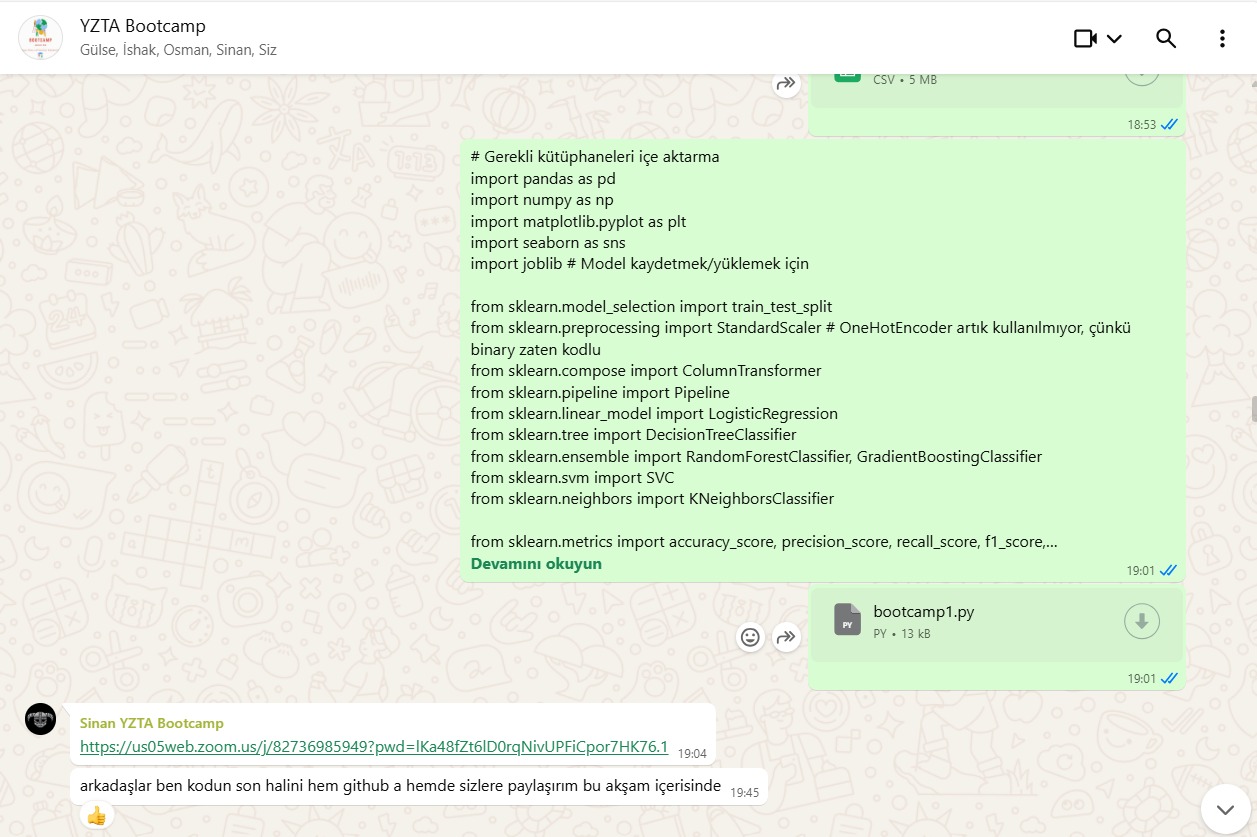 YZTA Bootcamp
Gülse, İshak, Osman, Sinan, Siz
CSV • 5 MB
18:53
# Gerekli kütüphaneleri içe aktarma
import pandas as pd
import numpy as np
import matplotlib.pyplot as plt
import seaborn as sns
import joblib # Model kaydetmek/yüklemek için
from sklearn.model_selection import train_test_split
from sklearn.preprocessing import StandardScaler # OneHotEncoder artık kullanılmıyor, çünkü
binary zaten kodlu
from sklearn.compose import ColumnTransformer
from sklearn.pipeline import Pipeline
from sklearn.linear_model import LogisticRegression
from sklearn.tree import DecisionTreeClassifier
from sklearn.ensemble import RandomForestClassifier, GradientBoostingClassifier
from sklearn.svm import SVC
from sklearn.neighbors import KNeighborsClassifier
from sklearn.metrics import accuracy_score, precision_score, recall_score, f1_score,...
Devamını okuyun
19:01
bootcamp1.py
PY
PY • 13 kB
19:01
Sinan YZTA Bootcamp
https://us05web.zoom.us/j/82736985949?pwd=lKa48fZt6lD0rqNivUPFiCpor7HK76.1
19:04
arkadaşlar ben kodun son halini hem github a hemde sizlere paylaşırım bu akşam içerisinde
19:45